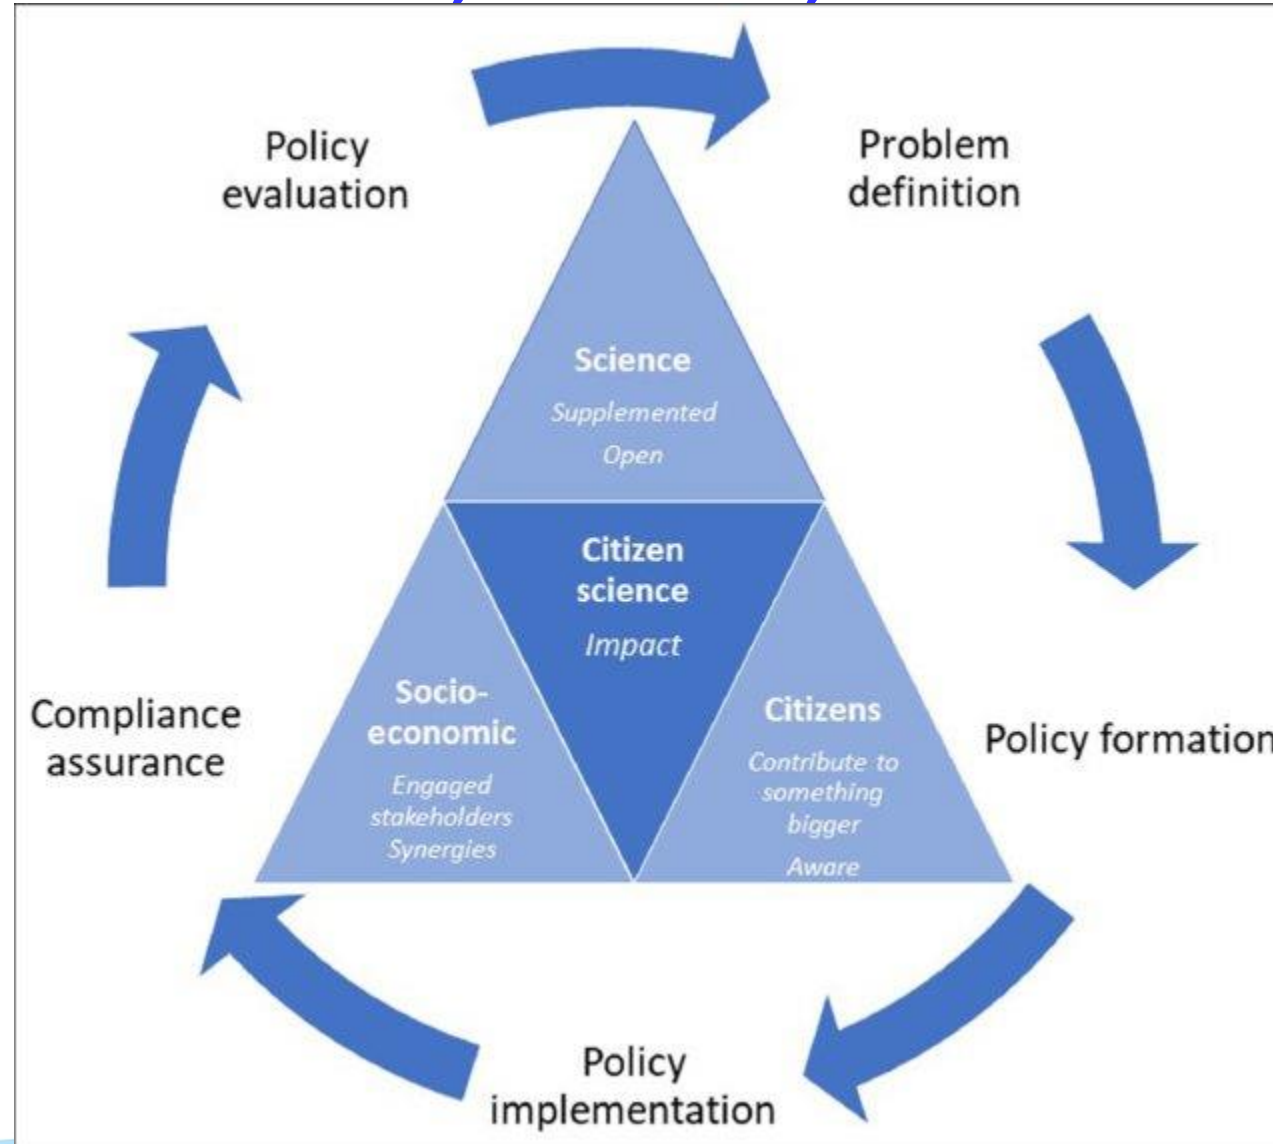 Policy
evaluation
Problem
definition
Science
Supplemented
Open
Citizen
science
Impact
Socio-
economic
Engaged
stakeholders
Synergies
Citizens
Contribute to
something
bigger
Aware
Compliance
assurance
Policy formation
Policy
implementation